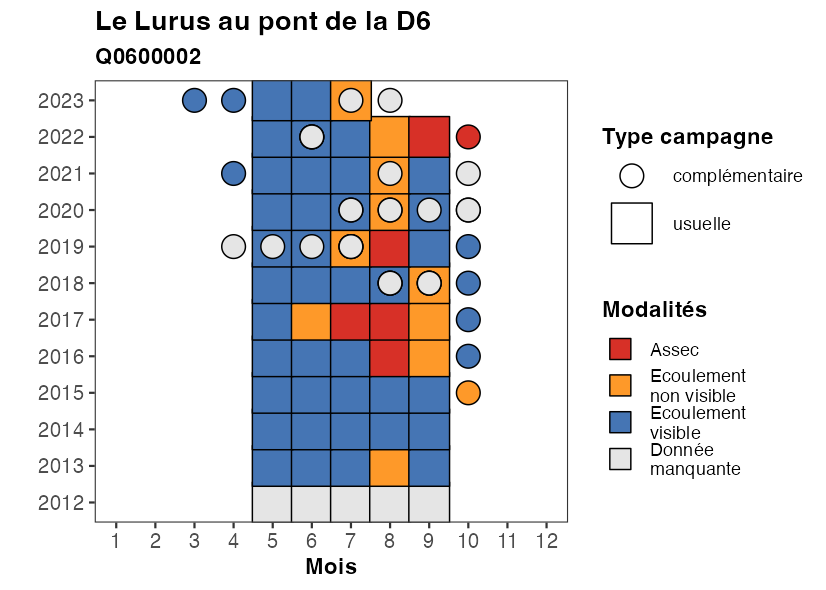 Le Lurus au pont de la D6
Q0600002
2023
2022
2021
2020
2019
2018
2017
2016
2015
2014
2013
2012
1 2 3 4 5 6 7 8 9 10 11 12
Mois
Type campagne
complémentaire
usuelle
Modalités
Assec
Ecoulement
non visible
Ecoulement
visible
Donnée
manquante